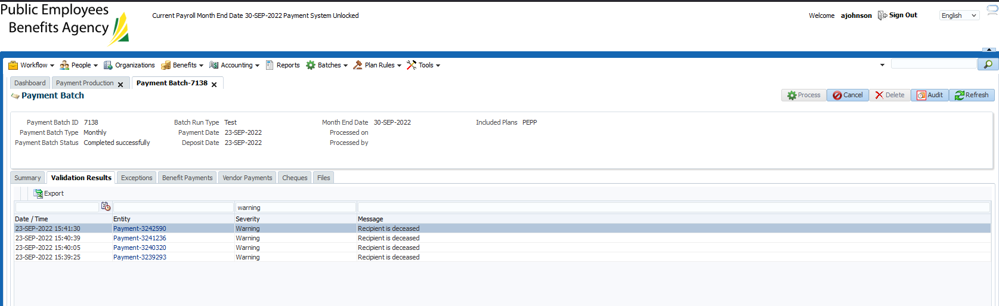 Public Employees
Benefits Agency
Current Payroll Month End Date 30-SEP-2022 Payment System Unlocked
Welcome ajohnson Sign Out English
Workflow People Organizations Benefits Accounting Reports Batches Plan Rules Tools
Dashboard Payment Production Payment Batch-7138
Payment Batch
Process Cancel Delete Audit Refresh
Payment Batch ID 7138 Batch Run Type Test Month End Date 30-SEP-2022 Included Plans PEPP
Payment Batch Type Monthly Payment Date 23-SEP-2022 Processed on
Payment Batch Status Completed successfully Deposit Date 23-SEP-2022 Processed by
Summary Validation Results Exceptions Benefit Payments Vendor Payments Cheques Files
Export
warning
Date / Time Entity Severity Message
23-SEP-2022 15:41:30 Payment-3242590 Warning Recipient is deceased
23-SEP-2022 15:40:39 Payment-3241236 Warning Recipient is deceased
23-SEP-2022 15:40:05 Payment-3240320 Warning Recipient is deceased
23-SEP-2022 15:39:25 Payment-3239293 Warning Recipient is deceased